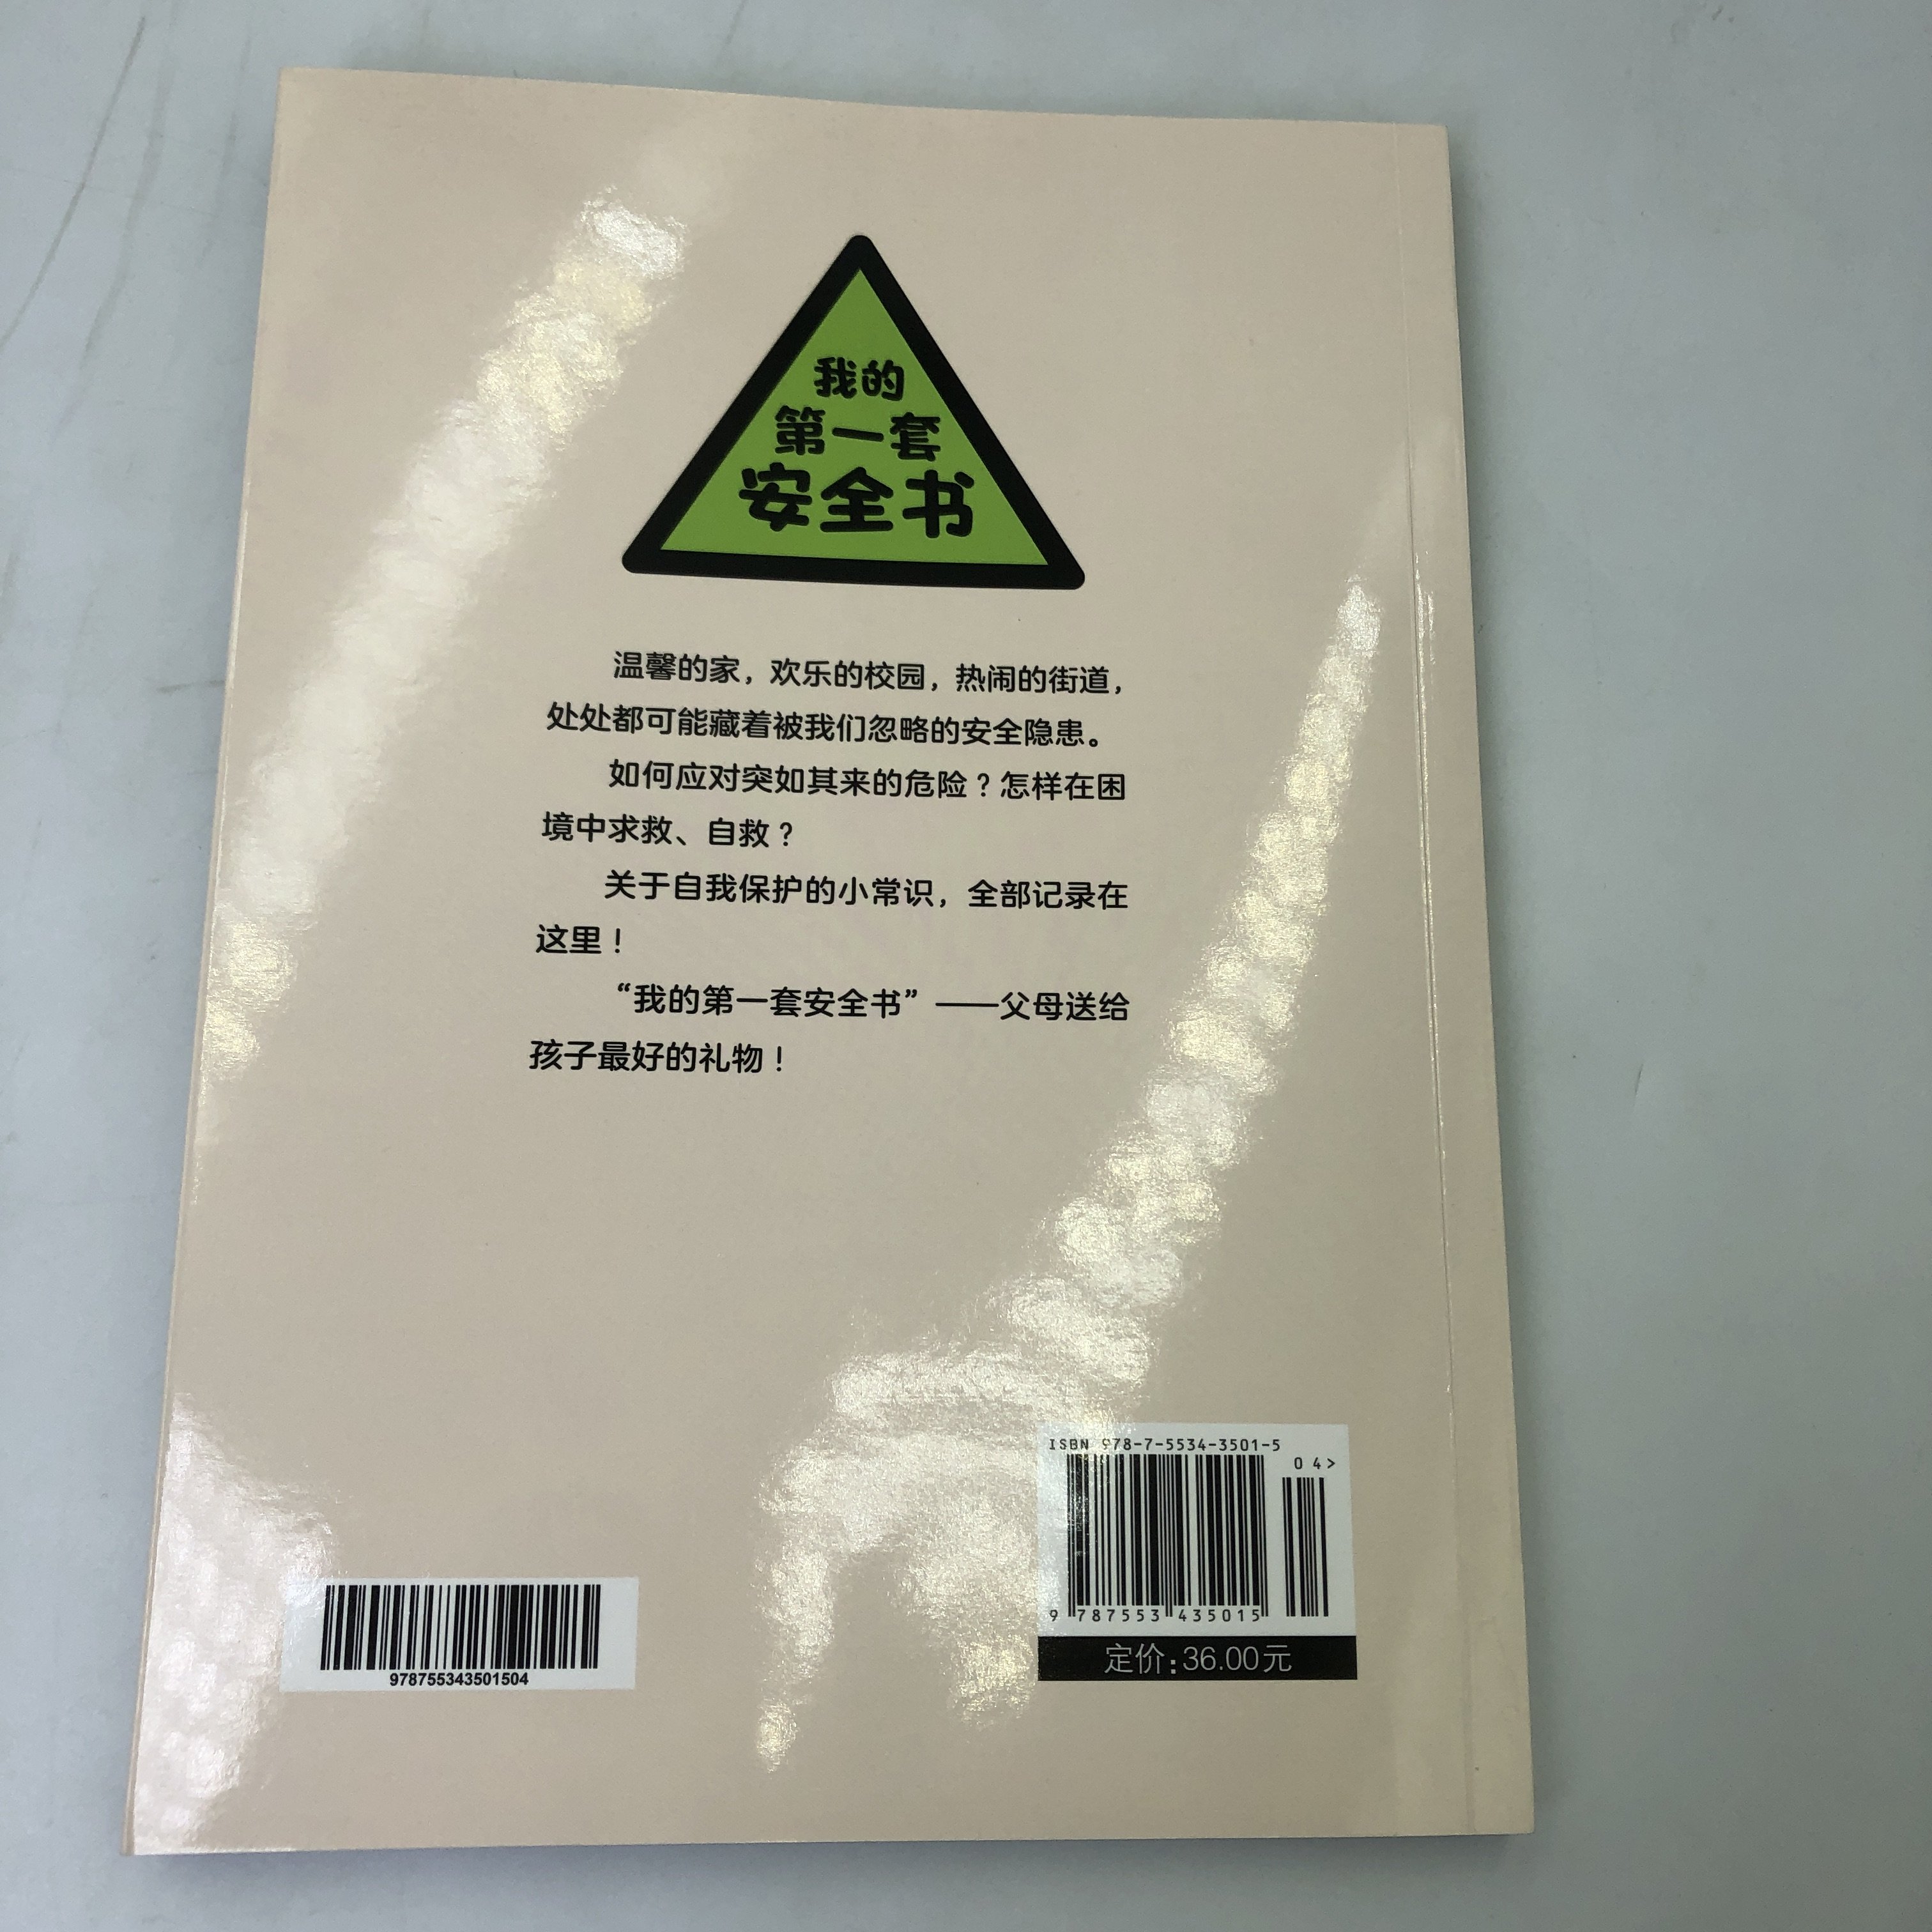 我的
第一套
安全书
温馨的家，欢乐的校园，热闹的街道，
处处都可能藏着被我们忽略的安全隐患。
如何应对突如其来的危险？怎样在困
境中求救、自救？
关于自我保护的小常识，全部记录在
这里！
“我的第一套安全书”——父母送给
孩子最好的礼物！
ISBN 978-7-5534-3501-5
04>
9 787553 435015
定价:36.00元
978755343501504